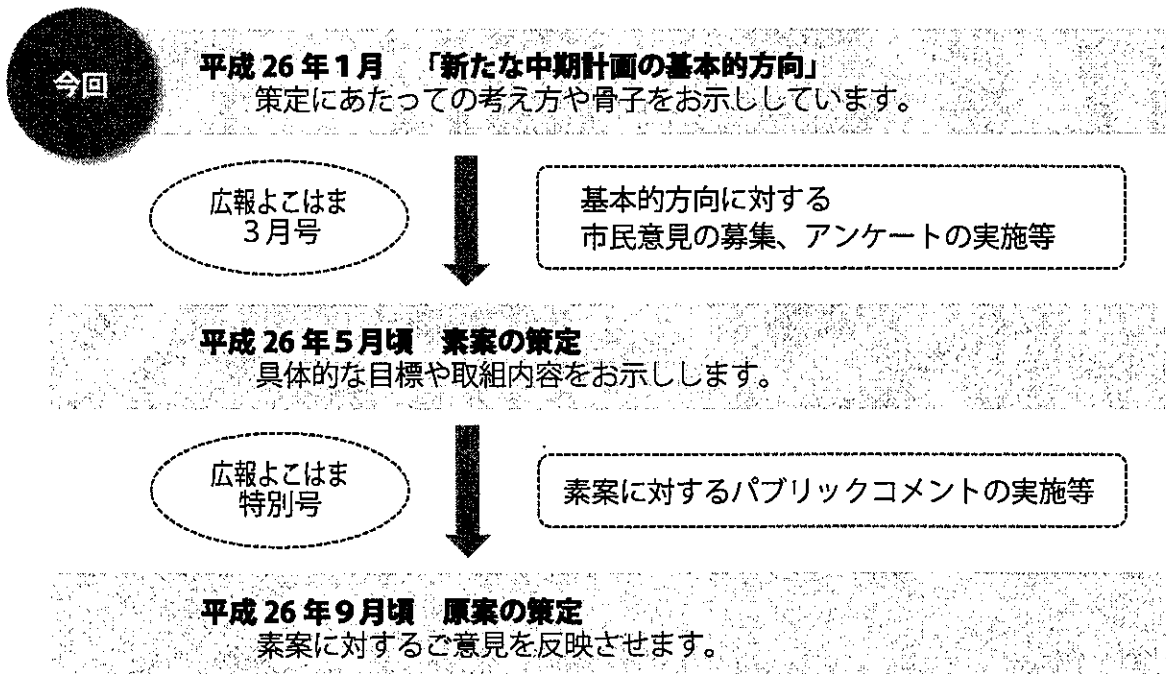 今回
平成 26 年 1 月　「新たな中期計画の基本的方向」
策定にあたっての考え方や骨子をお示ししています。
広報よこはま
3月号
基本的方向に対する
市民意見の募集、アンケートの実施等
平成 26 年 5 月頃　素案の策定
具体的な目標や取組内容をお示しします。
広報よこはま
特別号
素案に対するパブリックコメントの実施等
平成 26 年 9 月頃　原案の策定
素案に対するご意見を反映させます。